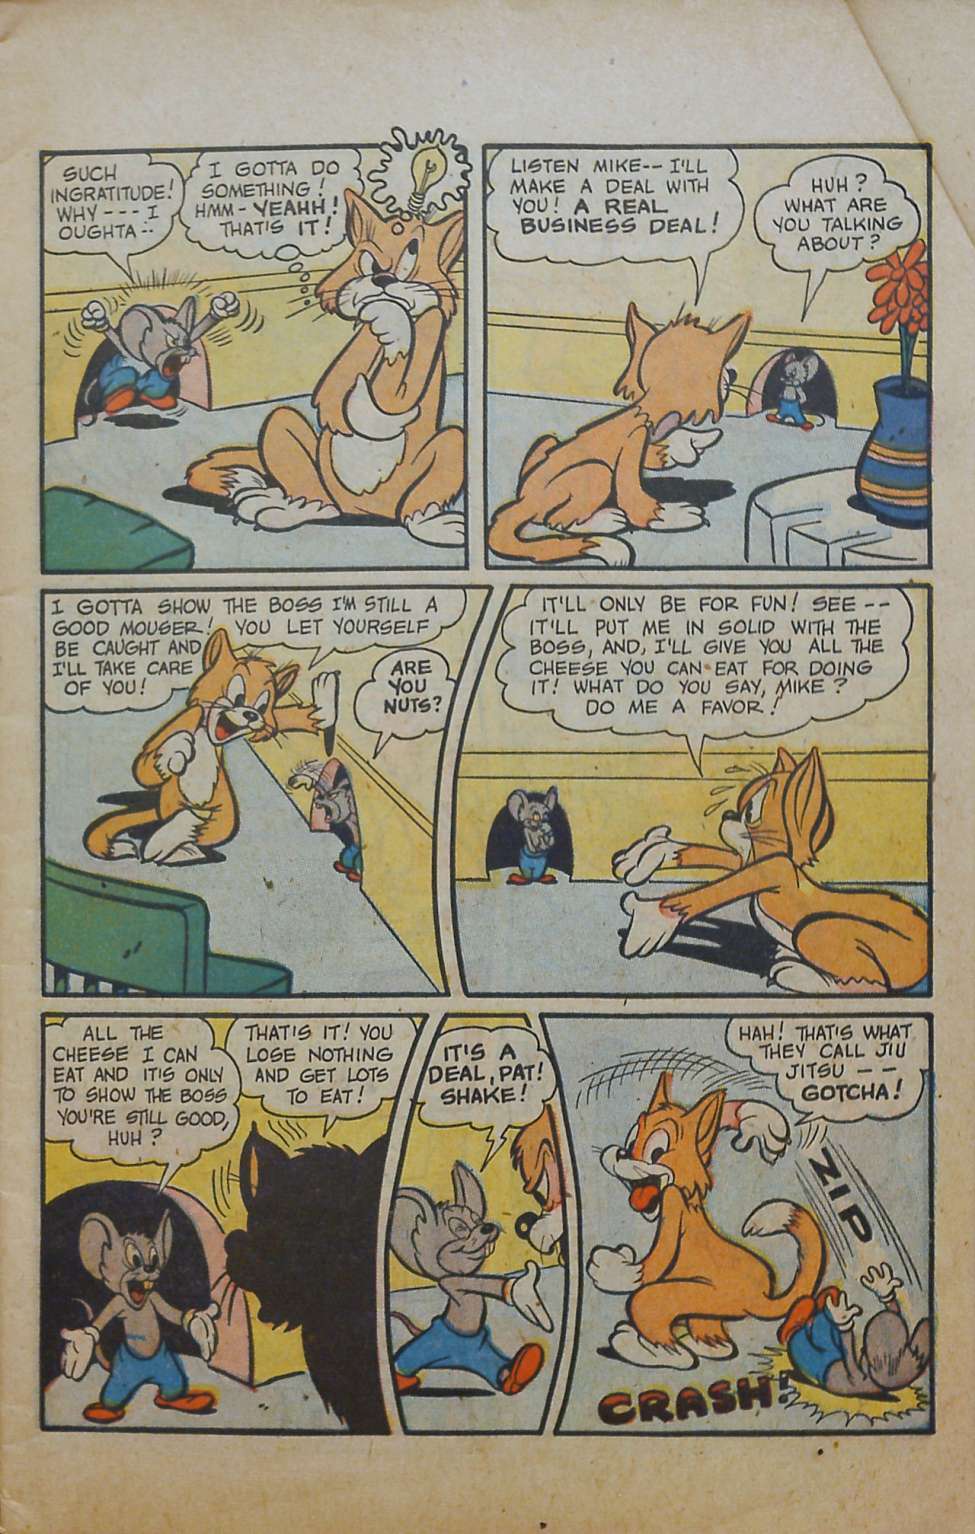 SUCH
INGRATITUDE!
WHY --- I
OUGHTA--
I GOTTA DO
SOMETHING!
HMM- YEAHH!
THAT'S IT!
LISTEN MIKE-- I'LL
MAKE A DEAL WITH
YOU! A REAL
BUSINESS DEAL!
HUH?
WHAT ARE
YOU TALKING
ABOUT?
I GOTTA SHOW THE BOSS I'M STILL A
GOOD MOUSER! YOU LET YOURSELF
BE CAUGHT AND
I'LL TAKE CARE
OF YOU!
ARE
YOU
NUTS?
IT'LL ONLY BE FOR FUN! SEE --
IT'LL PUT ME IN SOLID WITH THE
BOSS, AND, I'LL GIVE YOU ALL THE
CHEESE YOU CAN EAT FOR DOING
IT! WHAT DO YOU SAY, MIKE?
DO ME A FAVOR!
ALL THE
CHEESE I CAN
EAT AND IT'S ONLY
TO SHOW THE BOSS
YOU'RE STILL GOOD,
HUH?
THAT'S IT! YOU
LOSE NOTHING
AND GET LOTS
TO EAT!
IT'S A
DEAL, PAT!
SHAKE!
HAH! THAT'S WHAT
THEY CALL JIU
JITSU --
GOTCHA!
ZIP
CRASH!